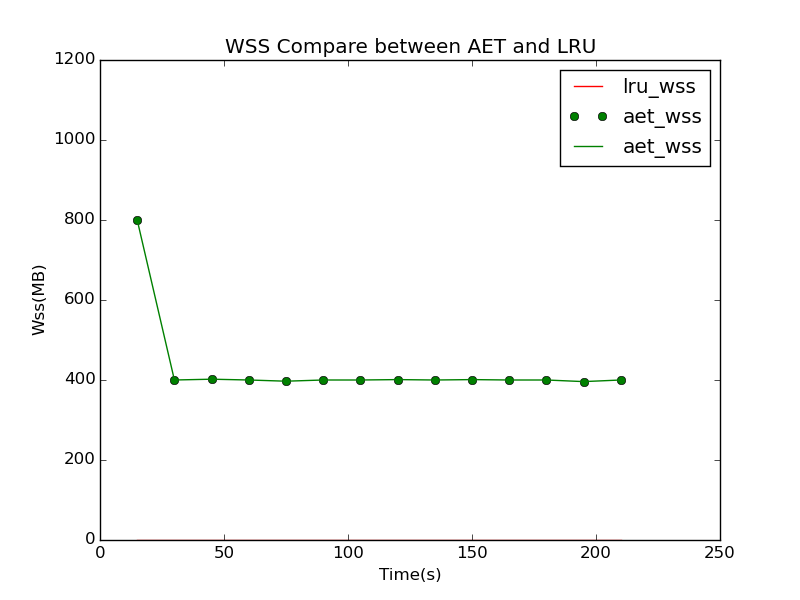 WSS Compare between AET and LRU
1200
1000
800
600
400
200
0
Wss(MB)
lru_wss
aet_wss
aet_wss
0 50 100 150 200 250
Time(s)